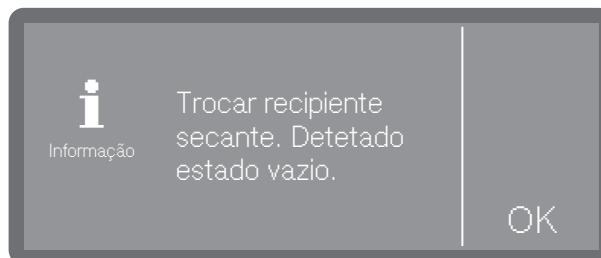 Informação
Trocar recipiente
secante. Detetado
estado vazio.
OK